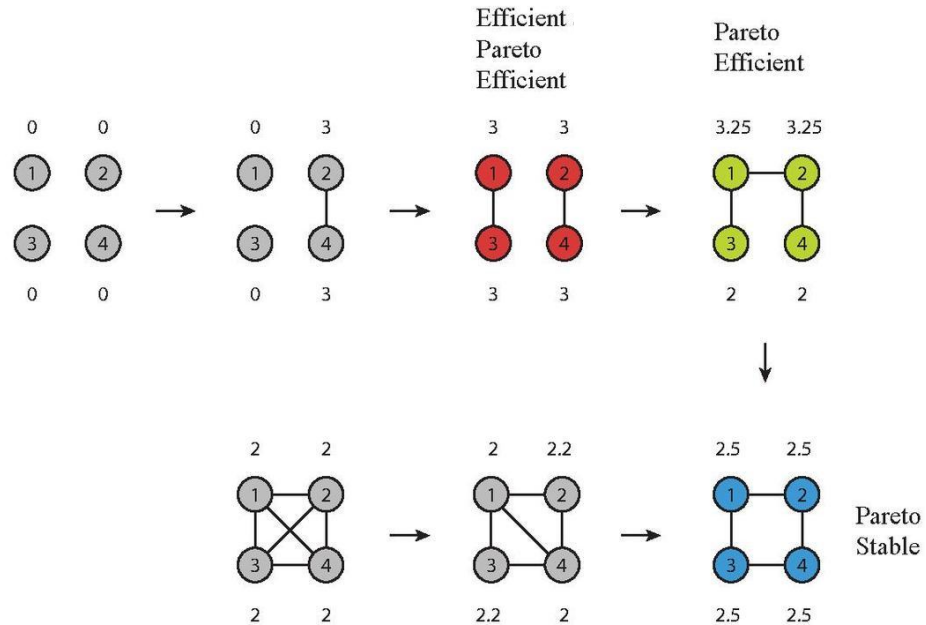 Efficient
Pareto
Efficient
Pareto
Efficient
0 0 0 3 3 3 3.25 3.25
1 2 1 2 1 2 1 2
3 4 3 4 3 4 3 4
0 0 0 3 3 3 2 2
2 2 2 2.2 2.5 2.5
1 2 1 2 1 2
Pareto
Stable
3 4 3 4 3 4
2 2 2.2 2 2.5 2.5